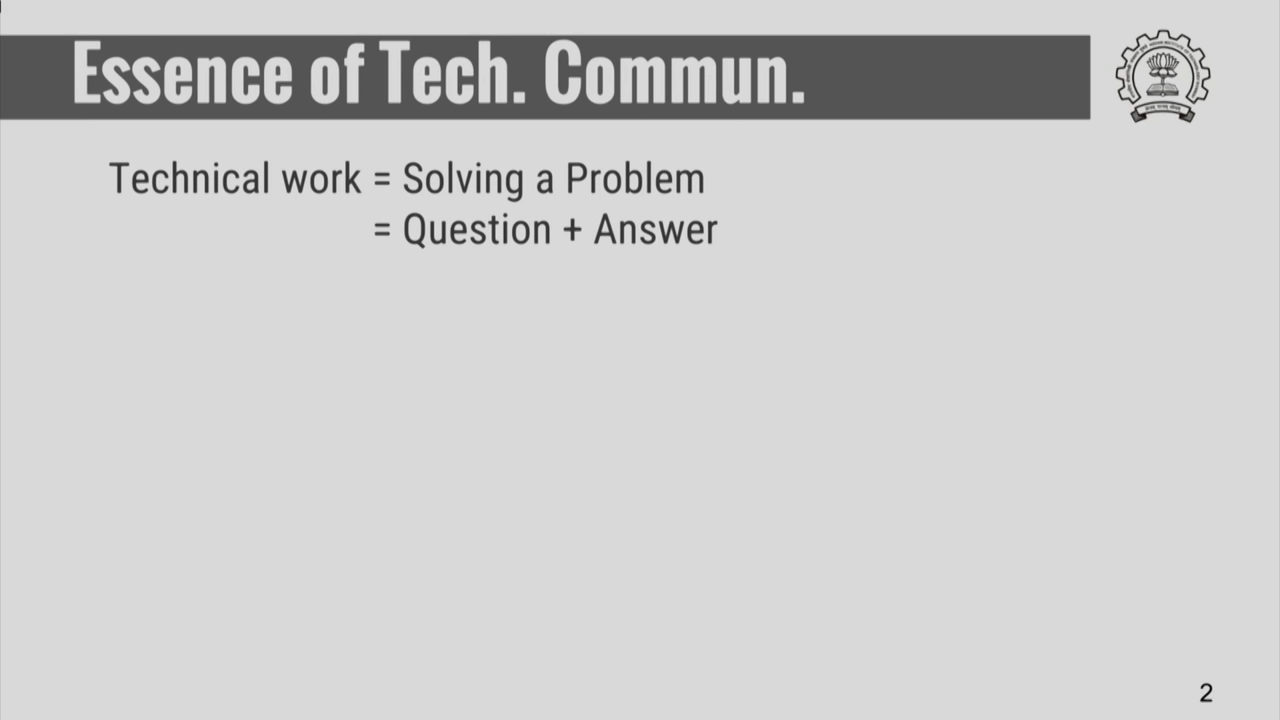 Essence of Tech. Commun.
Technical work = Solving a Problem
= Question + Answer
2